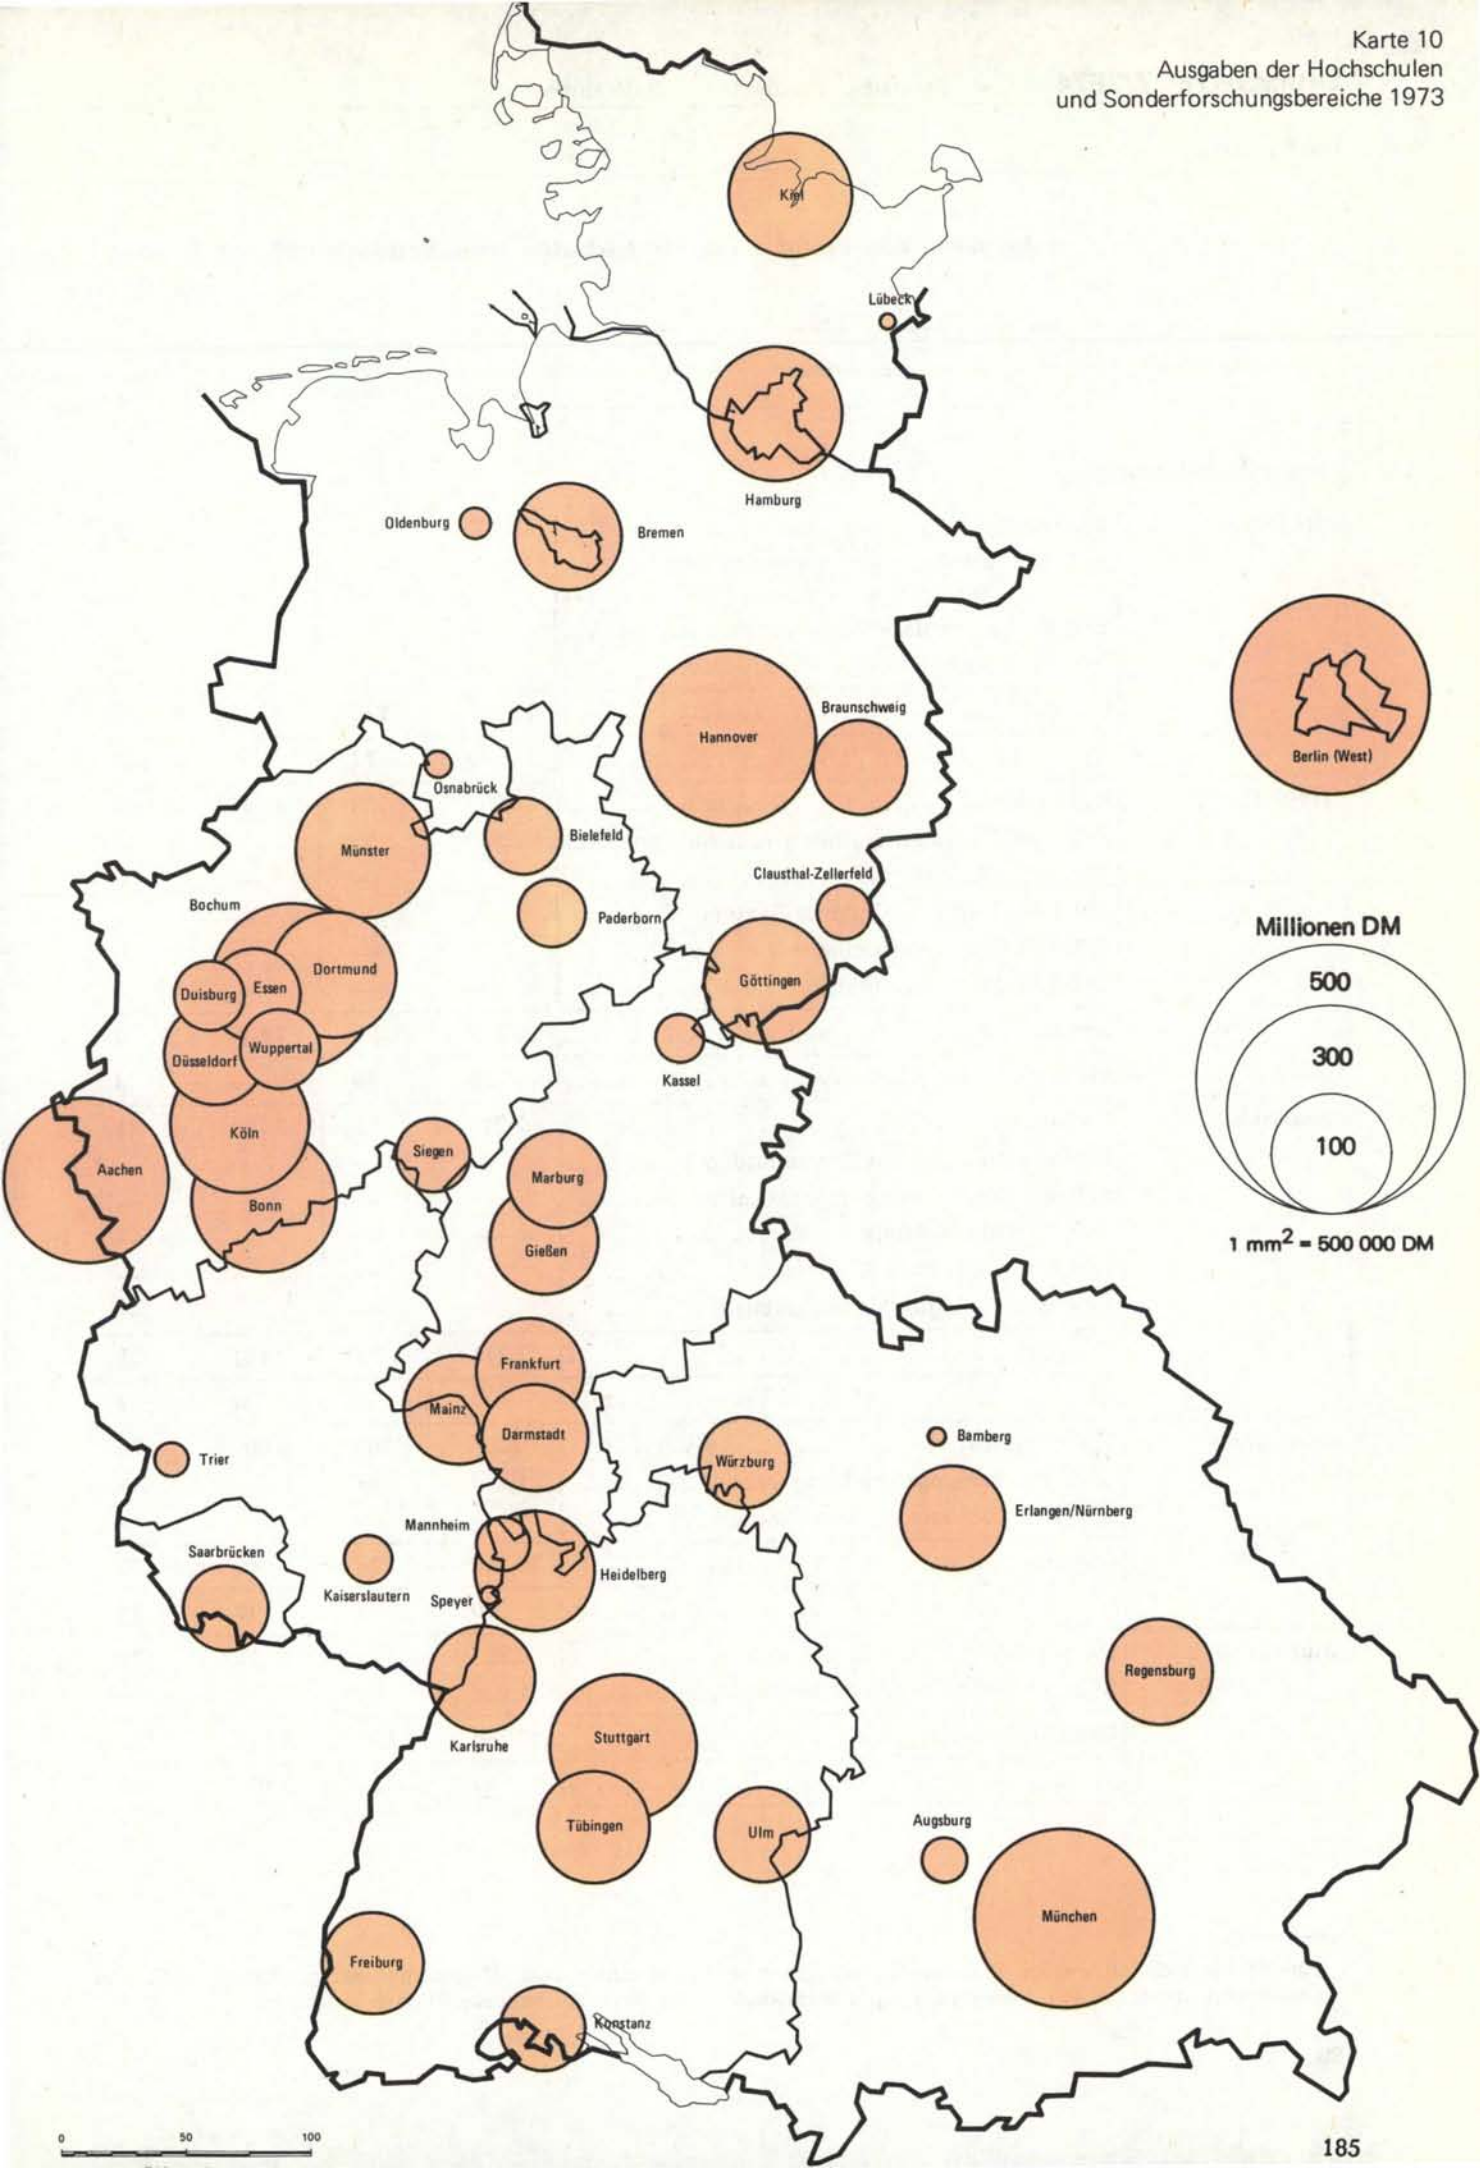 Karte 10
Ausgaben der Hochschulen
und Sonderforschungsbereiche 1973
Kiel
Lübeck
Hamburg
Oldenburg
Bremen
Hannover
Braunschweig
Berlin (West)
Osnabrück
Münster
Bielefeld
Clausthal-Zellerfeld
Bochum
Paderborn
Millionen DM
500
300
100
1 mm² = 500 000 DM
Dortmund
Essen
Duisburg
Göttingen
Wuppertal
Düsseldorf
Kassel
Köln
Siegen
Aachen
Marburg
Bonn
Gießen
Frankfurt
Mainz
Darmstadt
Bamberg
Trier
Würzburg
Erlangen/Nürnberg
Mannheim
Saarbrücken
Heidelberg
Kaiserslautern
Speyer
Regensburg
Stuttgart
Karlsruhe
Augsburg
Tübingen
Ulm
München
Freiburg
Konstanz
0 50 100
185